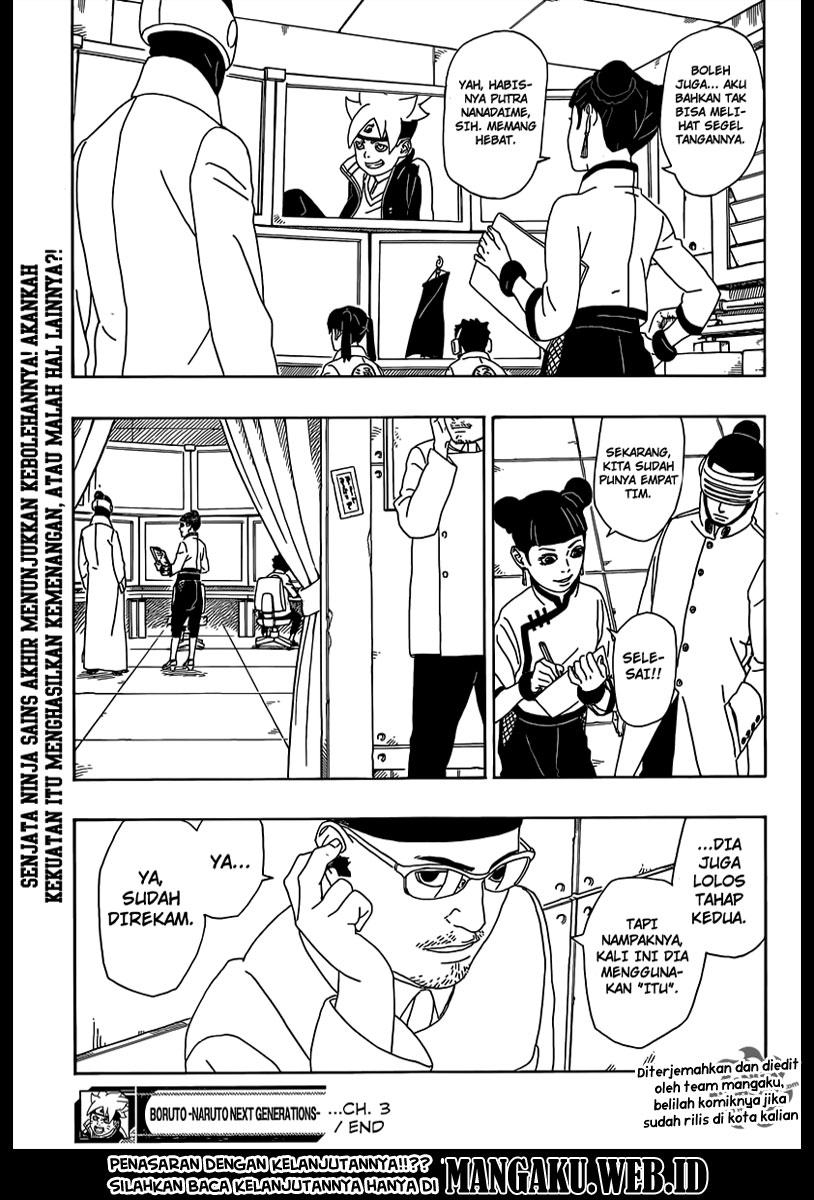 BOLEH
JUGA... AKU
BAHKAN TAK
BISA MELI-
HAT SEGEL
TANGANNYA.
YAH, HABIS-
NYA PUTRA
NANADAIME,
SIH. MEMANG
HEBAT.
SENJATA NINJA SAINS AKHIR MENUNJUKKAN KEBOLEHANNYA! AKANKAH
KEKUATAN ITU MENGHASILKAN KEMENANGAN, ATAU MALAH HAL LAINNYA?!
SEKARANG,
KITA SUDAH
PUNYA EMPAT
TIM.
SELE-
SAI!!
...DIA
JUGA
LOLOS
TAHAP
KEDUA.
TAPI
NAMPAKNYA,
KALI INI DIA
MENGGUNA-
KAN "ITU".
YA...
YA,
SUDAH
DIREKAM.
Diterjemahkan dan diedit
oleh team mangaku,
belilah komiknya jika
sudah rilis di kota kalian
BORUTO -NARUTO NEXT GENERATIONS-
...CH. 3
/ END
PENASARAN DENGAN KELANJUTANNYA!!??
SILAHKAN BACA KELANJUTANNYA HANYA DI
MANGAKU.WEB.ID